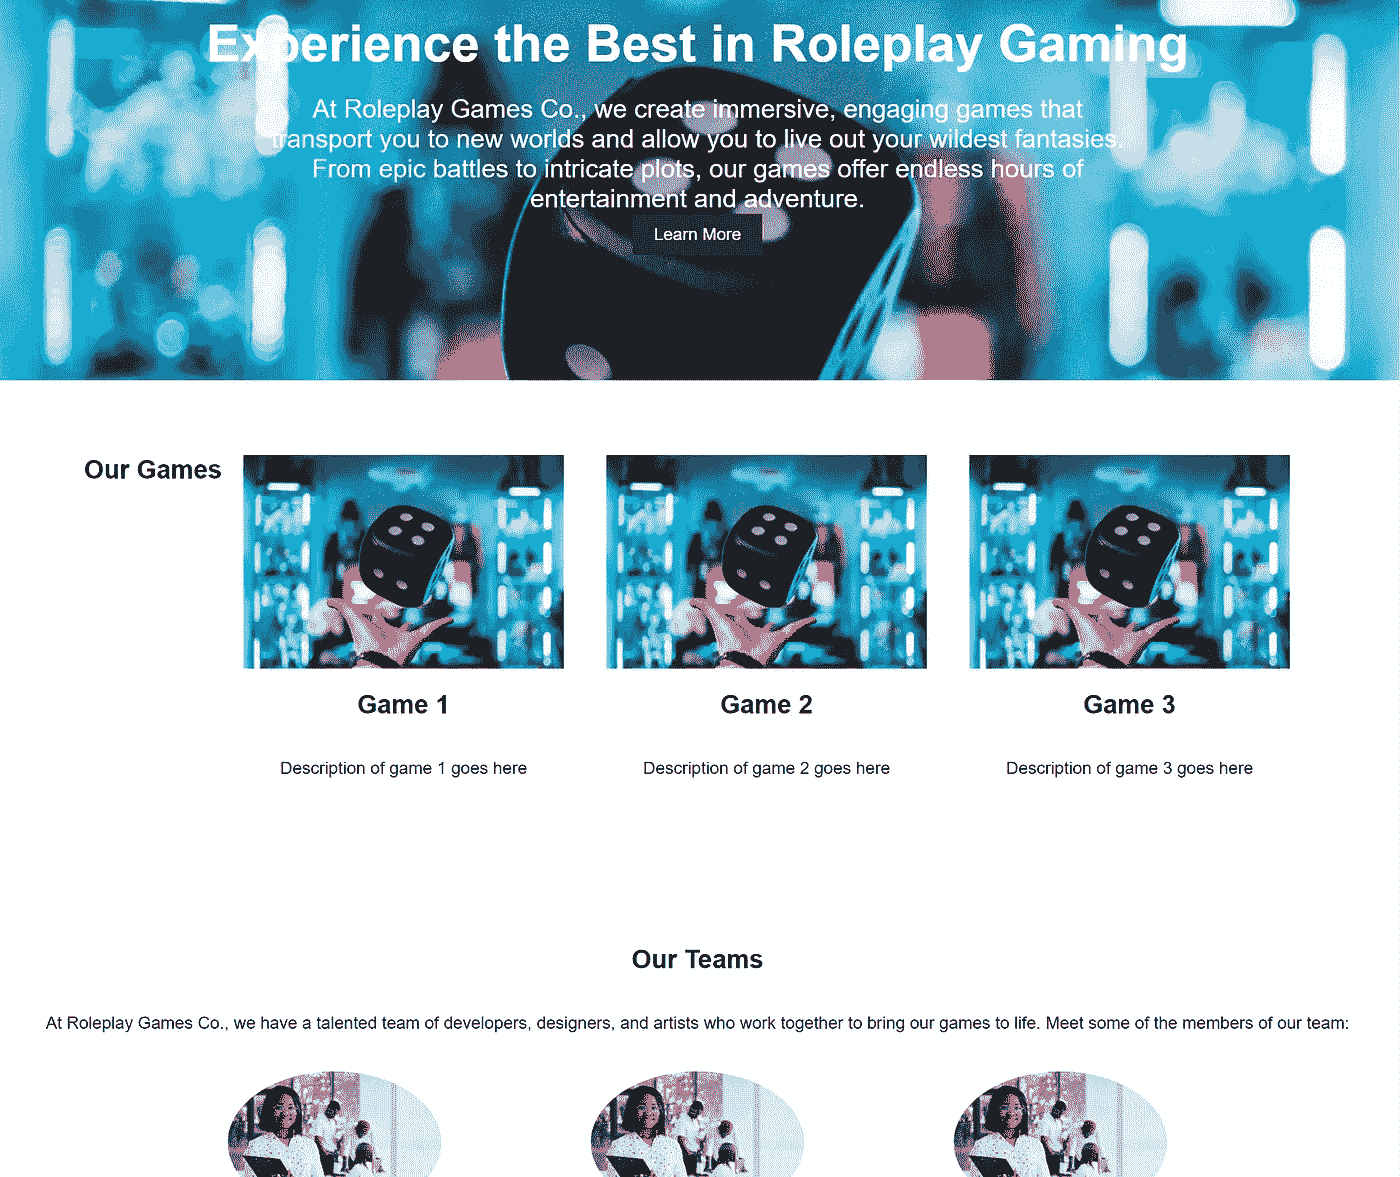 Experience the Best in Roleplay Gaming
At Roleplay Games Co., we create immersive, engaging games that
transport you to new worlds and allow you to live out your wildest fantasies.
From epic battles to intricate plots, our games offer endless hours of
entertainment and adventure.
Learn More
Our Games
Game 1
Game 2
Game 3
Description of game 1 goes here
Description of game 2 goes here
Description of game 3 goes here
Our Teams
At Roleplay Games Co., we have a talented team of developers, designers, and artists who work together to bring our games to life. Meet some of the members of our team: